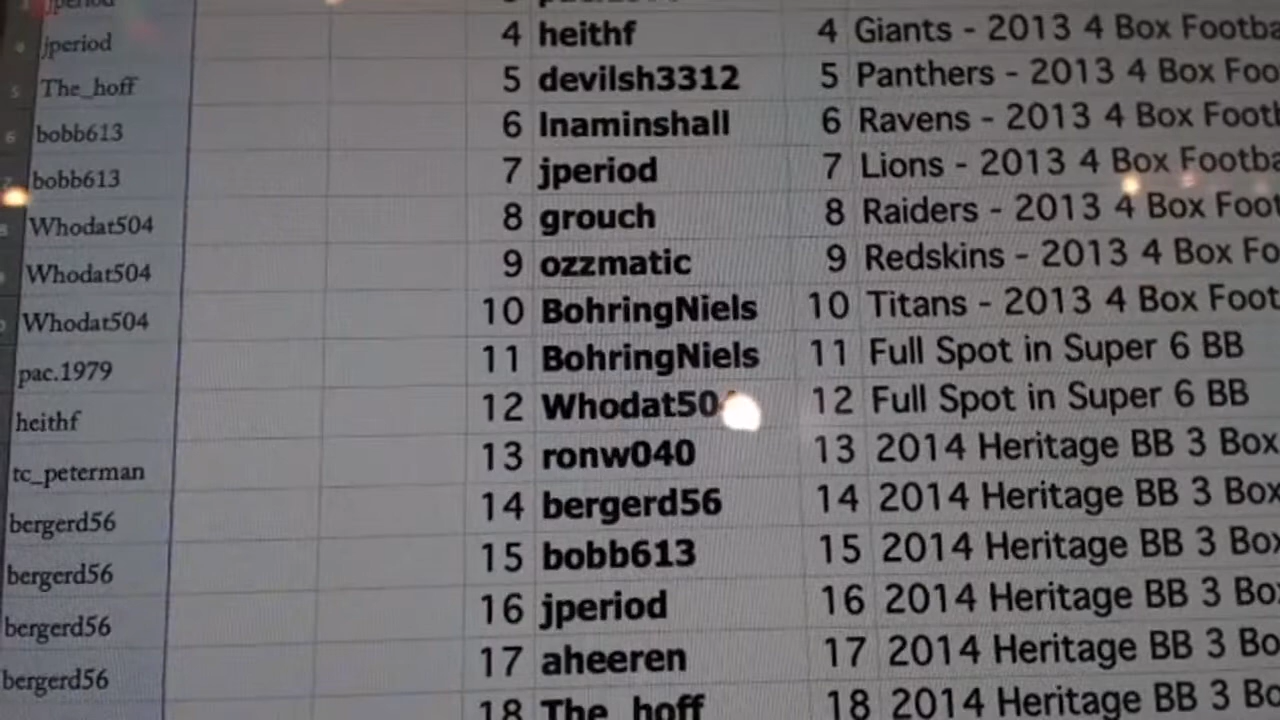 jperiod
4 heithf 4 Giants - 2013 4 Box Footba
jperiod 5 devilsh3312 5 Panthers - 2013 4 Box Foo
The_hoff 6 lnaminshall 6 Ravens - 2013 4 Box Footb
bobb613 7 jperiod 7 Lions - 2013 4 Box Footba
bobb613 8 grouch 8 Raiders - 2013 4 Box Foot
Whodat504 9 ozzmatic 9 Redskins - 2013 4 Box Fo
Whodat504 10 BohringNiels 10 Titans - 2013 4 Box Foot
Whodat504 11 BohringNiels 11 Full Spot in Super 6 BB
pac.1979 12 Whodat504 12 Full Spot in Super 6 BB
heithf 13 ronw040 13 2014 Heritage BB 3 Box
tc_peterman 14 bergerd56 14 2014 Heritage BB 3 Box
bergerd56 15 bobb613 15 2014 Heritage BB 3 Box
bergerd56 16 jperiod 16 2014 Heritage BB 3 Bo
bergerd56 17 aheeren 17 2014 Heritage BB 3 Bo
bergerd56 18 The_hoff 18 2014 Heritage BB 3 Bo